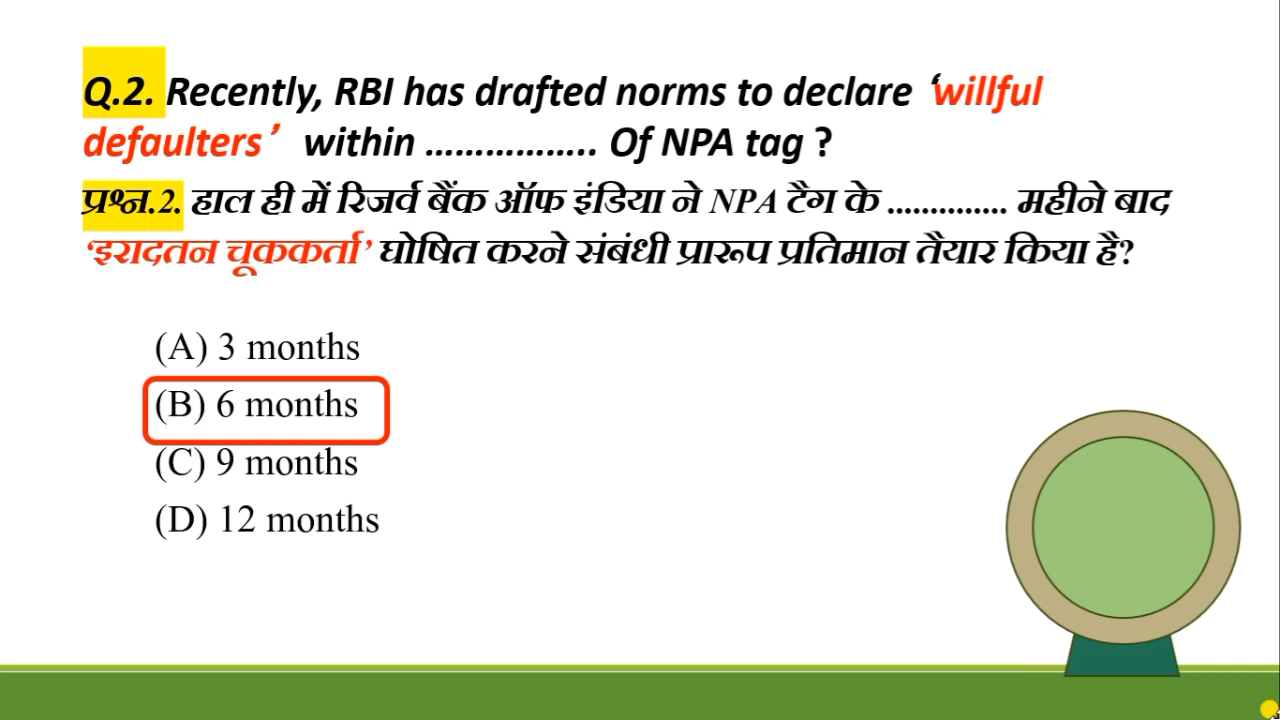 Q.2. Recently, RBI has drafted norms to declare ‘willful
defaulters’ within ................. Of NPA tag ?
प्रश्न.2. हाल ही में रिजर्व बैंक ऑफ इंडिया ने NPA टैग के .............. महीने बाद
‘इरादतन चूककर्ता’ घोषित करने संबंधी प्रारूप प्रतिमान तैयार किया है?
(A) 3 months
(B) 6 months
(C) 9 months
(D) 12 months